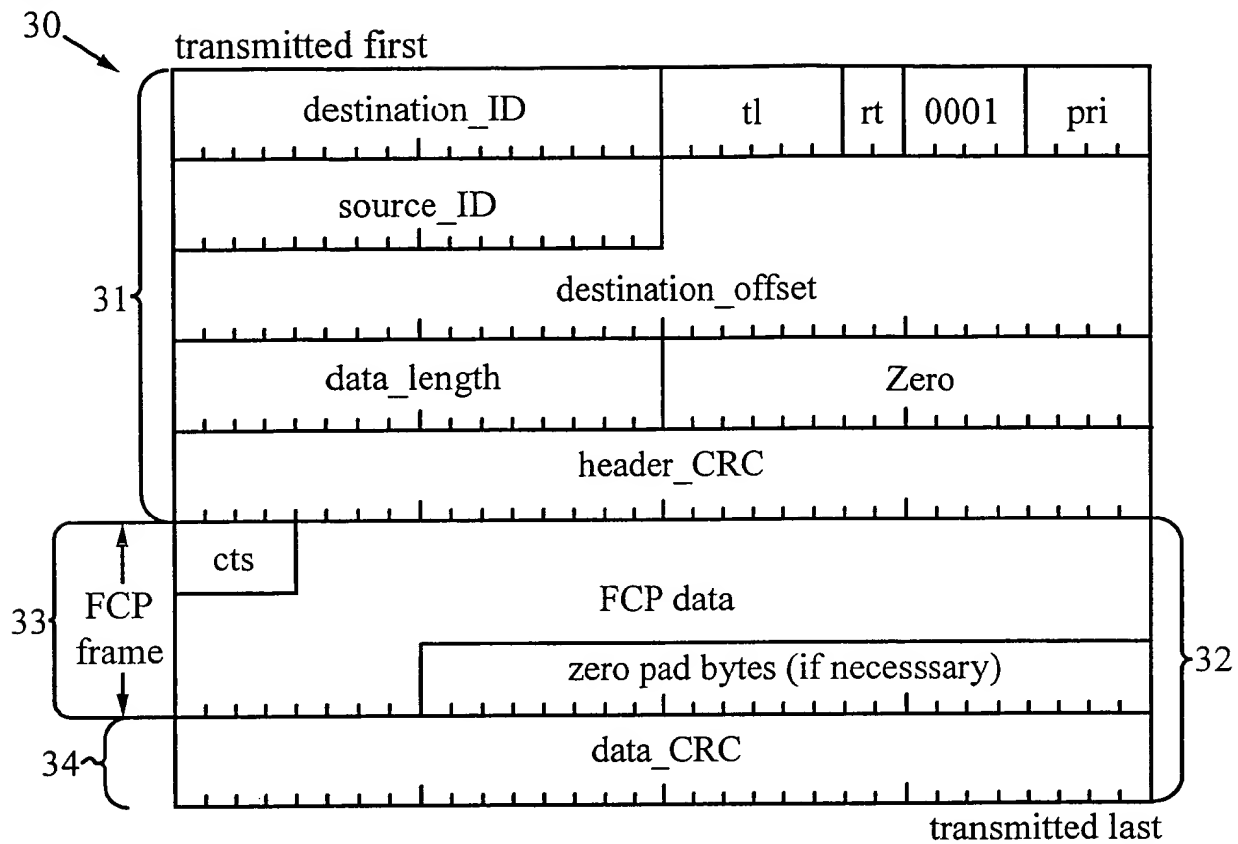 30
transmitted first
destination_ID tl rt 0001 pri
source_ID
31
destination_offset
data_length Zero
header_CRC
cts
33
FCP
frame
FCP data
zero pad bytes (if necesssary)
32
34
data_CRC
transmitted last